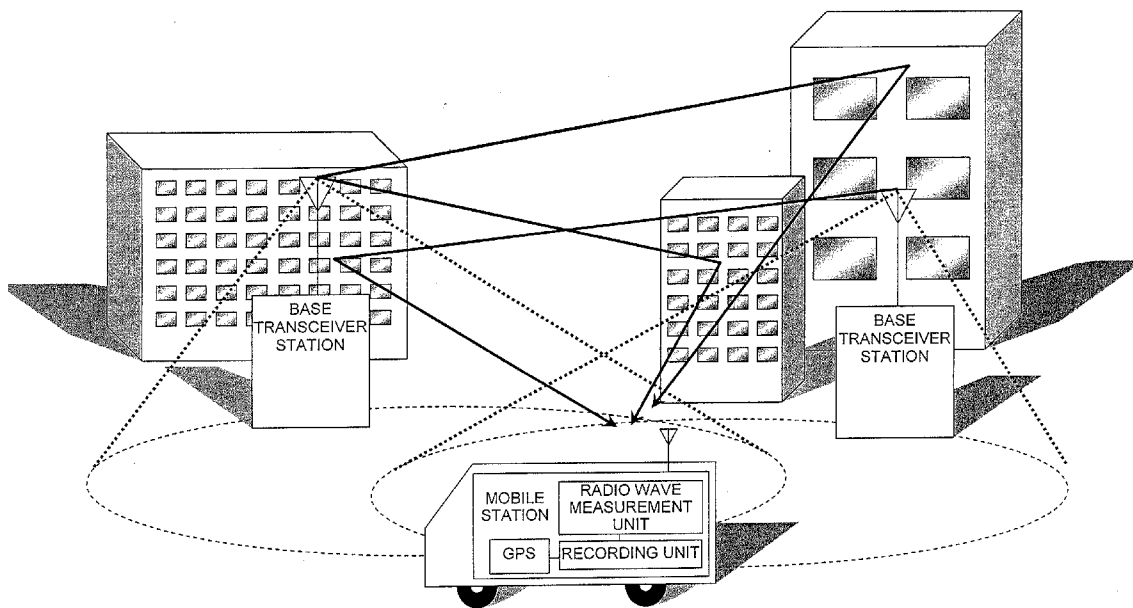 BASE
TRANSCEIVER
STATION
BASE
TRANSCEIVER
STATION
MOBILE
STATION
RADIO WAVE
MEASUREMENT
UNIT
GPS
RECORDING UNIT